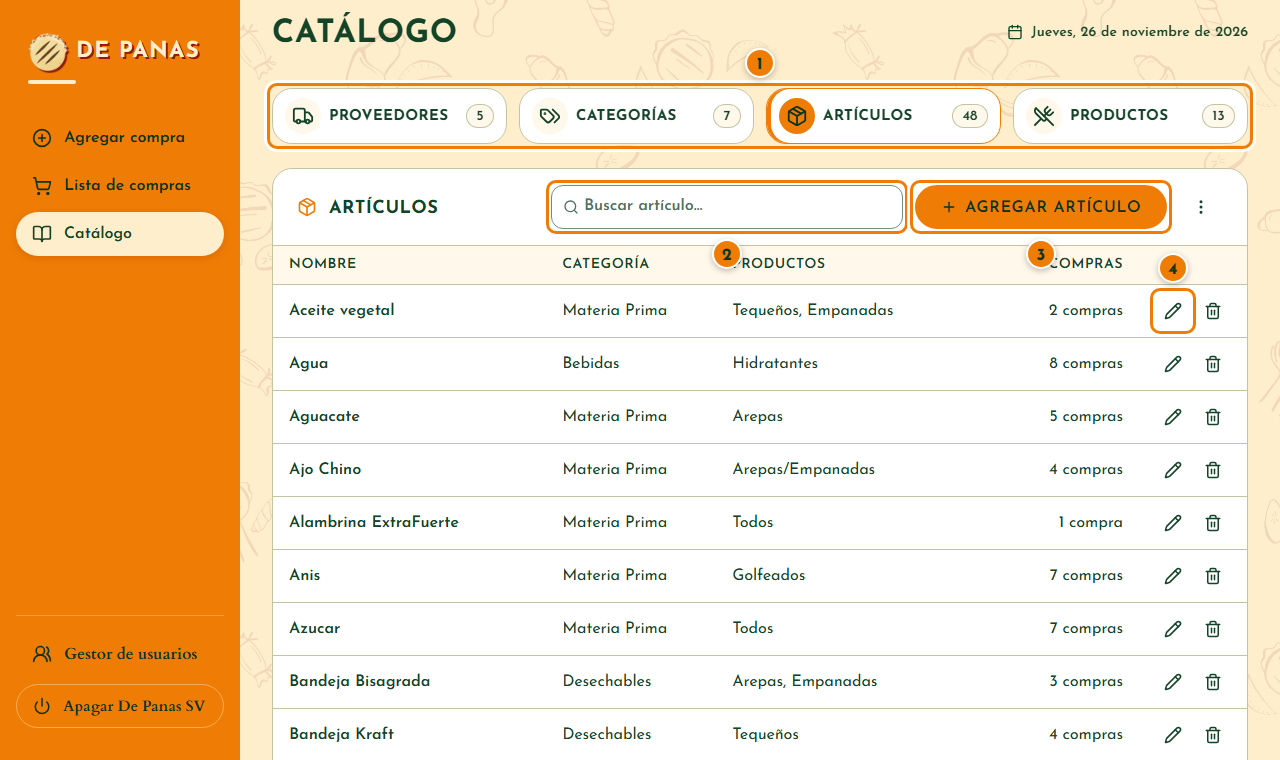 DE PANAS
Agregar compra
Lista de compras
Catálogo
Gestor de usuarios
Apagar De Panas SV
CATÁLOGO
Jueves, 26 de noviembre de 2026
1
PROVEEDORES 5
CATEGORÍAS 7
ARTÍCULOS 48
PRODUCTOS 13
ARTÍCULOS
Buscar artículo...
+ AGREGAR ARTÍCULO
2
3
4
NOMBRE CATEGORÍA PRODUCTOS COMPRAS
Aceite vegetal Materia Prima Tequeños, Empanadas 2 compras
Agua Bebidas Hidratantes 8 compras
Aguacate Materia Prima Arepas 5 compras
Ajo Chino Materia Prima Arepas/Empanadas 4 compras
Alambrina ExtraFuerte Materia Prima Todos 1 compra
Anis Materia Prima Golfeados 7 compras
Azucar Materia Prima Todos 7 compras
Bandeja Bisagrada Desechables Arepas, Empanadas 3 compras
Bandeja Kraft Desechables Tequeños 4 compras